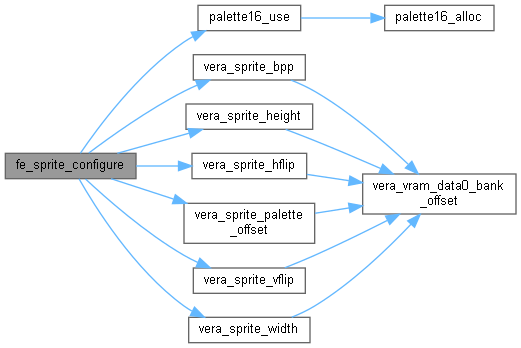 palette16_use
palette16_alloc
vera_sprite_bpp
vera_sprite_height
fe_sprite_configure
vera_sprite_hflip
vera_vram_data0_bank
_offset
vera_sprite_palette
_offset
vera_sprite_vflip
vera_sprite_width